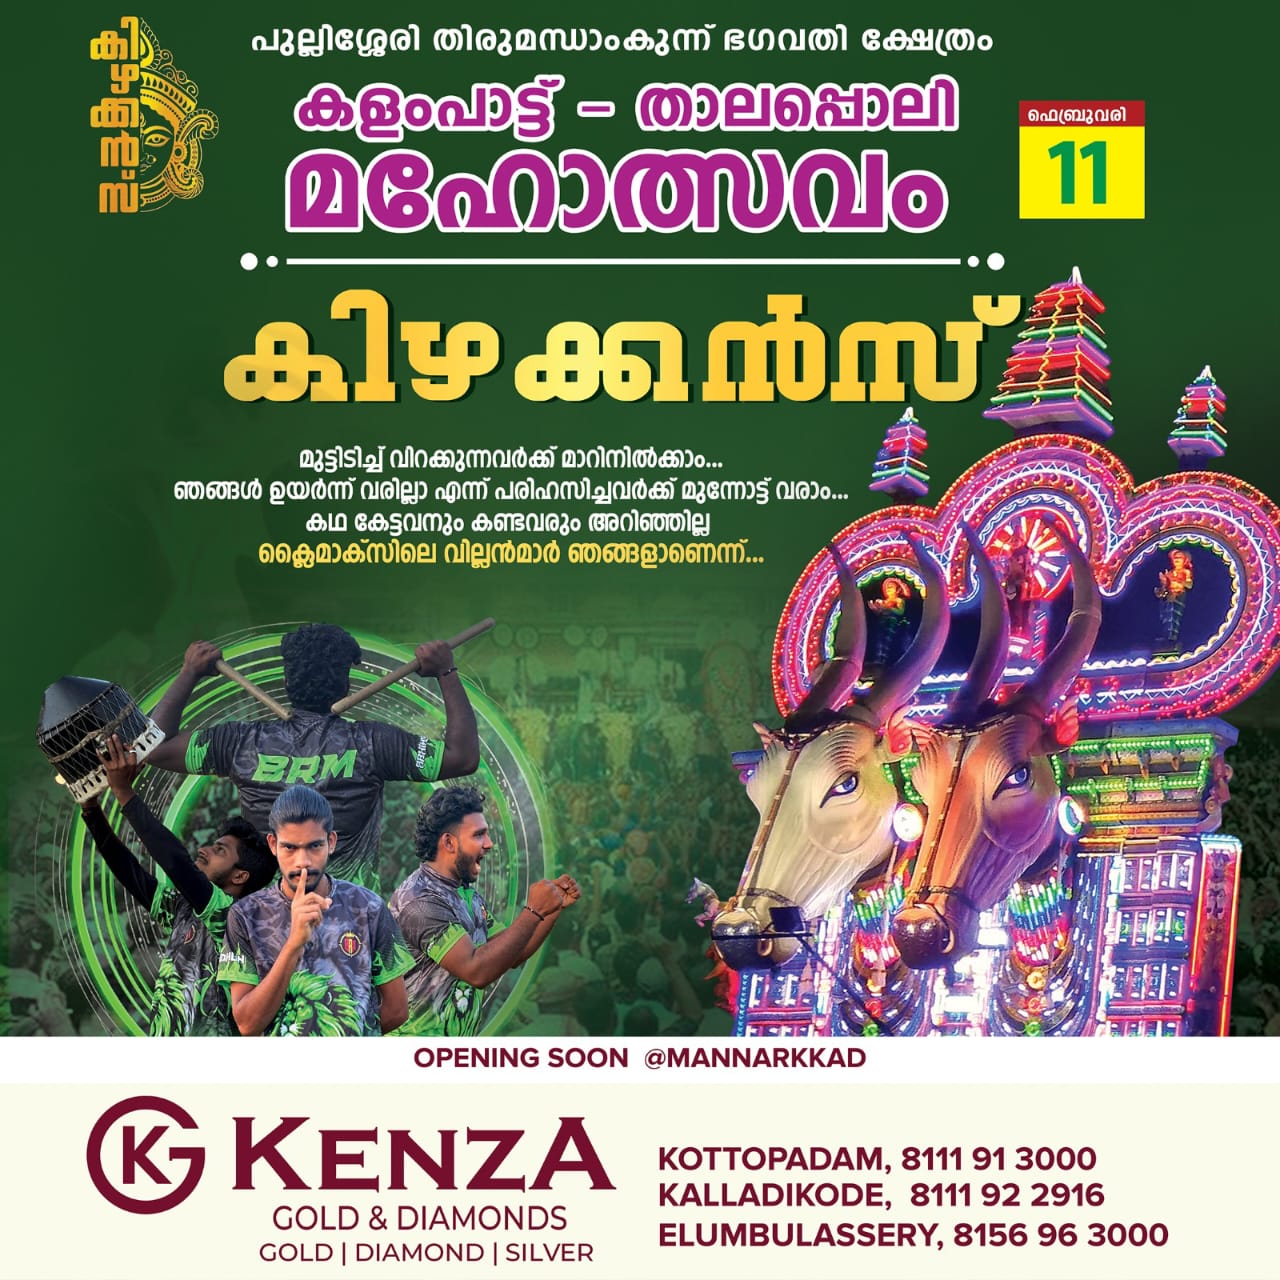 കിഴക്കൻസ്
പുല്ലിശ്ശേരി തിരുമന്ധാംകുന്ന് ഭഗവതി ക്ഷേത്രം
കളംപാട്ട് – താലപ്പൊലി
മഹോത്സവം
ഫെബ്രുവരി
11
കിഴക്കൻസ്
മുട്ടിടിച്ച് വിറക്കുന്നവർക്ക് മാറിനിൽക്കാം...
ഞങ്ങൾ ഉയർന്ന് വരില്ലാ എന്ന് പരിഹസിച്ചവർക്ക് മുന്നോട്ട് വരാം...
കഥ കേട്ടവനും കണ്ടവരും അറിഞ്ഞില്ല
ക്ലൈമാക്സിലെ വില്ലൻമാർ ഞങ്ങളാണെന്ന്...
BRM
OPENING SOON @MANNARKKAD
KG KENZA
GOLD & DIAMONDS
GOLD | DIAMOND | SILVER
KOTTOPADAM, 8111 91 3000
KALLADIKODE, 8111 92 2916
ELUMBULASSERY, 8156 96 3000